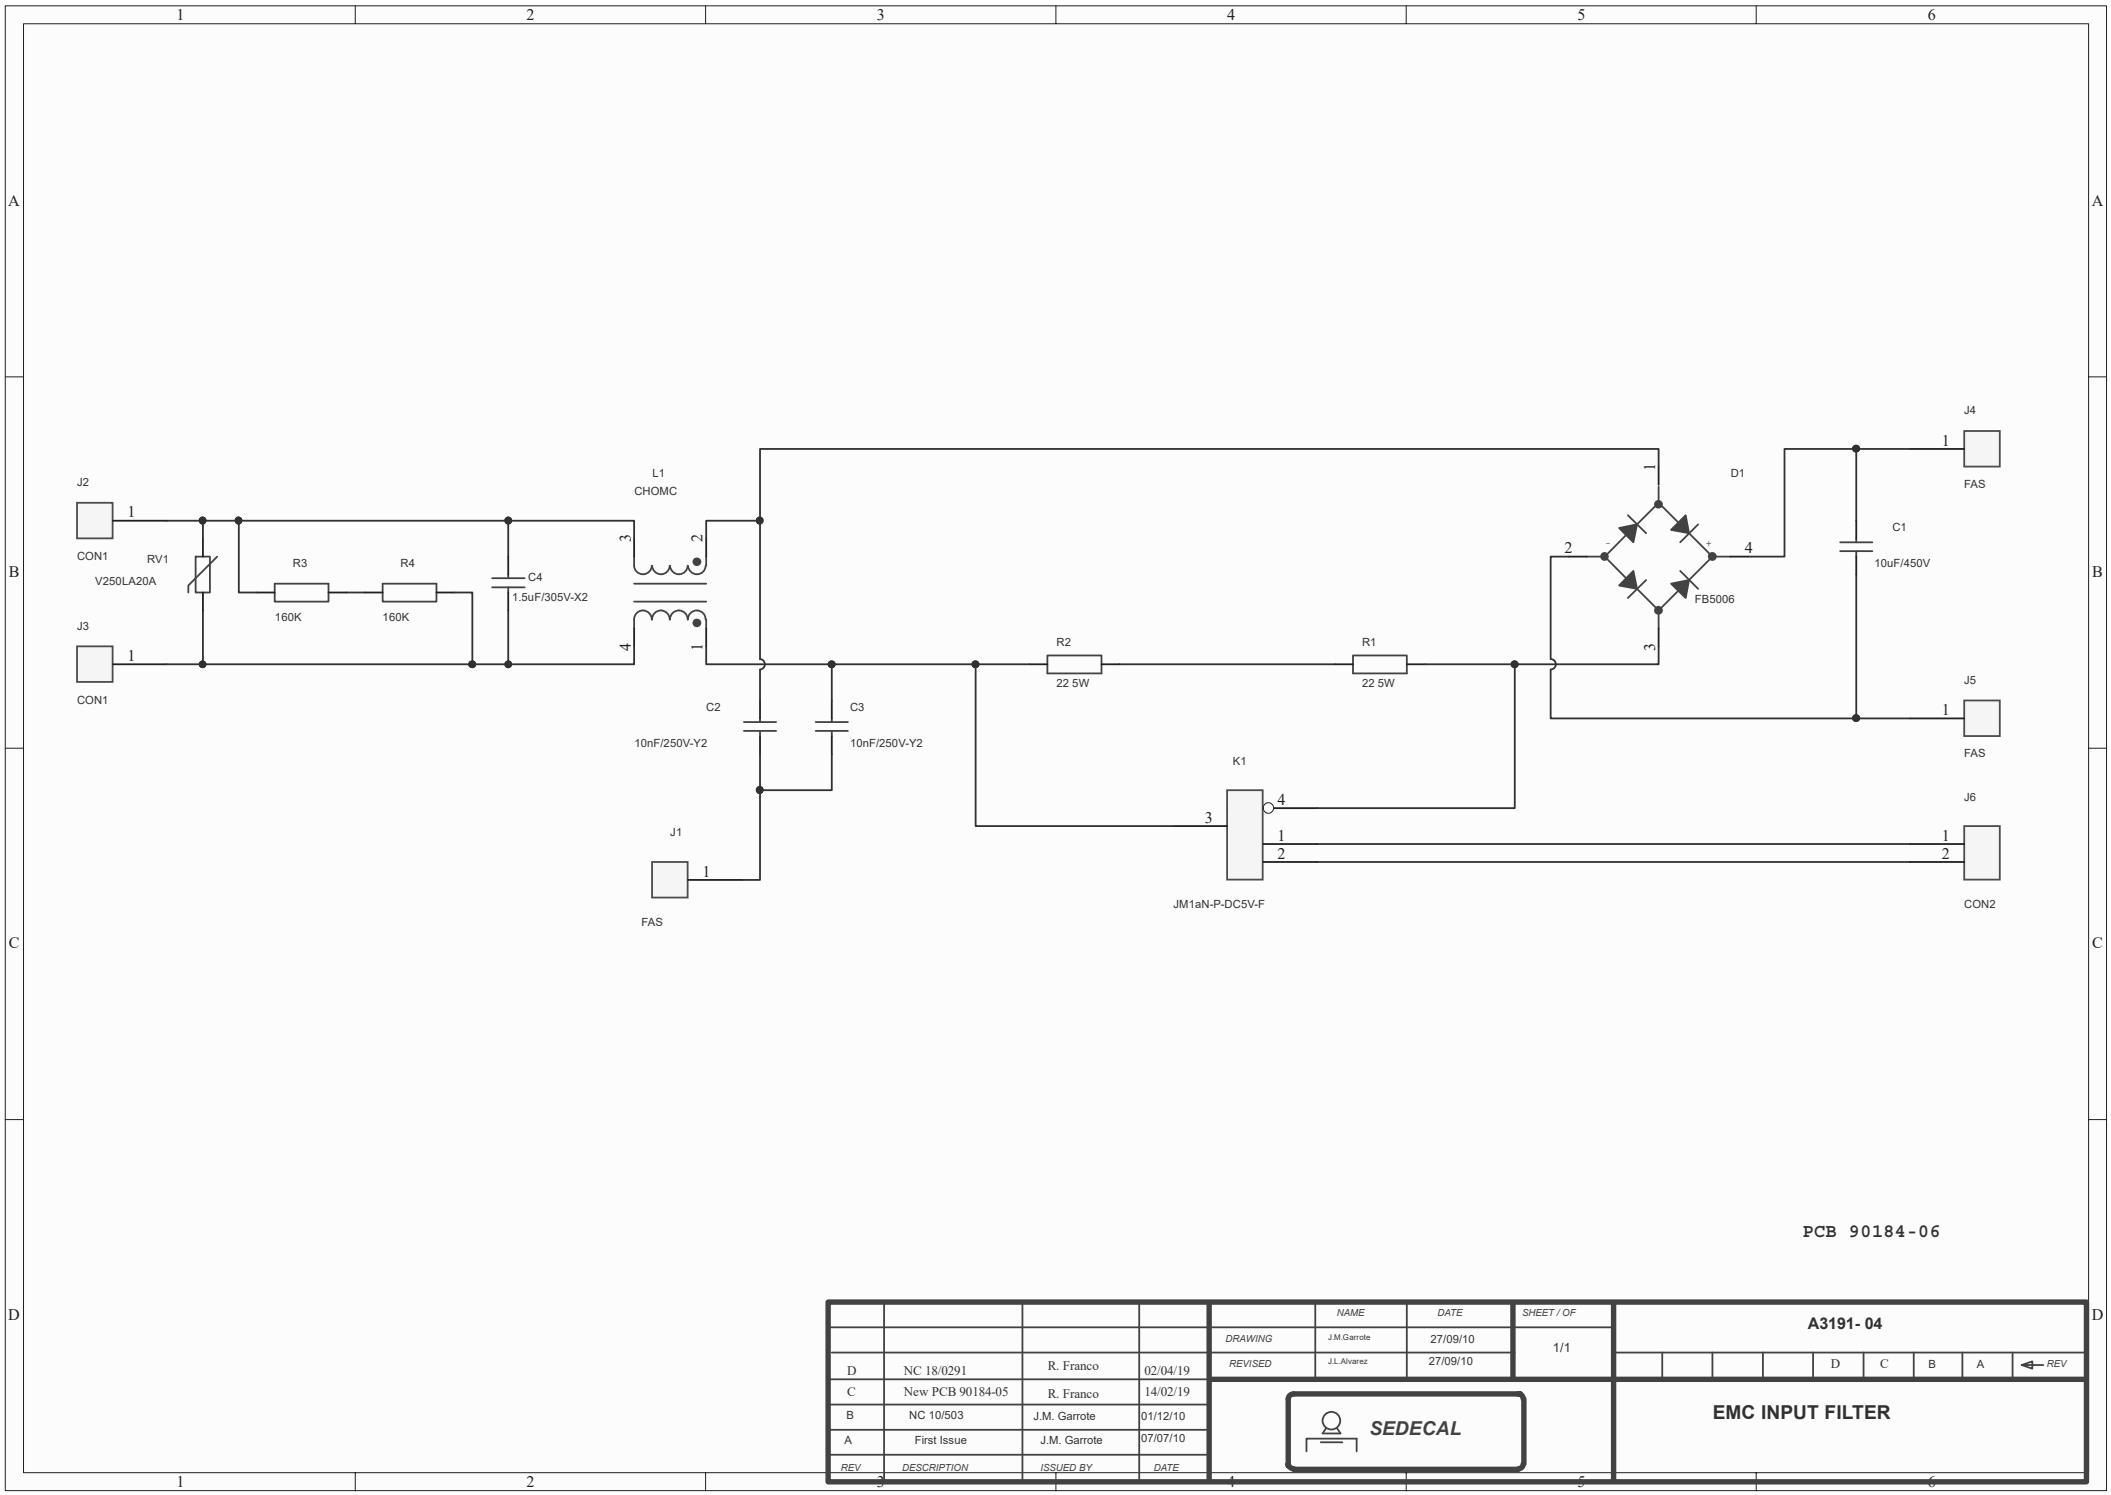 1 2 3 4 5 6
A A
B B
C C
D D
J4
1
FAS
L1
CHOMC
D1
1
J2
1
CON1
3 2
C1
10uF/450V
2 - + 4
RV1
V250LA20A
R3
160K
R4
160K
C4
1.5uF/305V-X2
FB5006
J3
1
CON1
4 1
R2
22 5W
R1
22 5W
3
J5
1
FAS
C2
10nF/250V-Y2
C3
10nF/250V-Y2
K1
4
3
1
2
JM1aN-P-DC5V-F
J6
1
2
CON2
J1
1
FAS
PCB 90184-06
NAME DATE SHEET / OF
DRAWING J.M.Garrote 27/09/10 1/1
REVISED J.L.Alvarez 27/09/10
A3191- 04
D C B A REV
D NC 18/0291 R. Franco 02/04/19
C New PCB 90184-05 R. Franco 14/02/19
B NC 10/503 J.M. Garrote 01/12/10
A First Issue J.M. Garrote 07/07/10
REV DESCRIPTION ISSUED BY DATE
SEDECAL
EMC INPUT FILTER
1 2 3 4 5 6